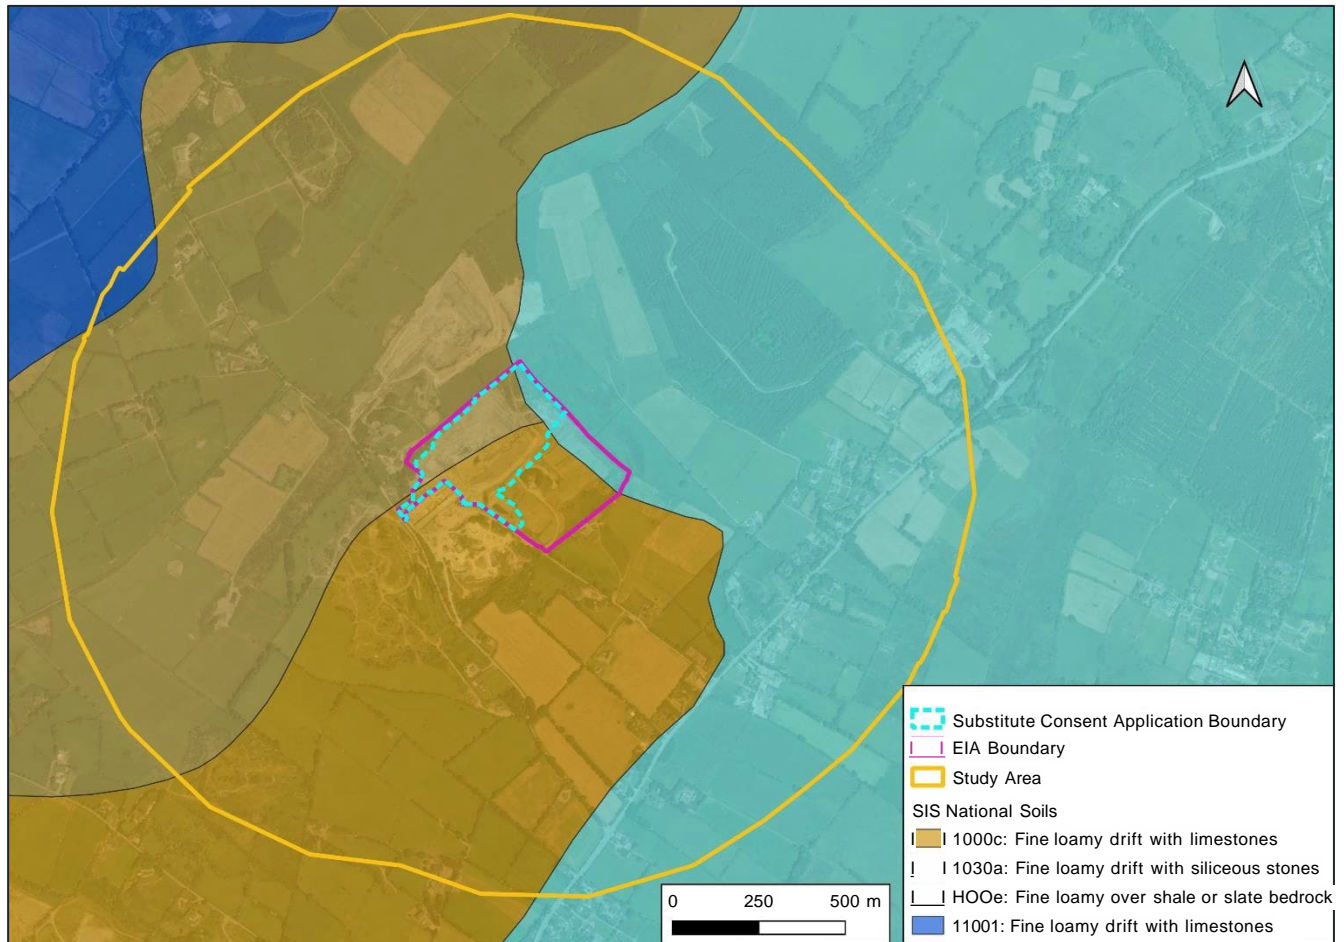 Substitute Consent Application Boundary
EIA Boundary
Study Area
SIS National Soils
1000c: Fine loamy drift with limestones
1030a: Fine loamy drift with siliceous stones
HOOe: Fine loamy over shale or slate bedrock
11001: Fine loamy drift with limestones
0 250 500 m